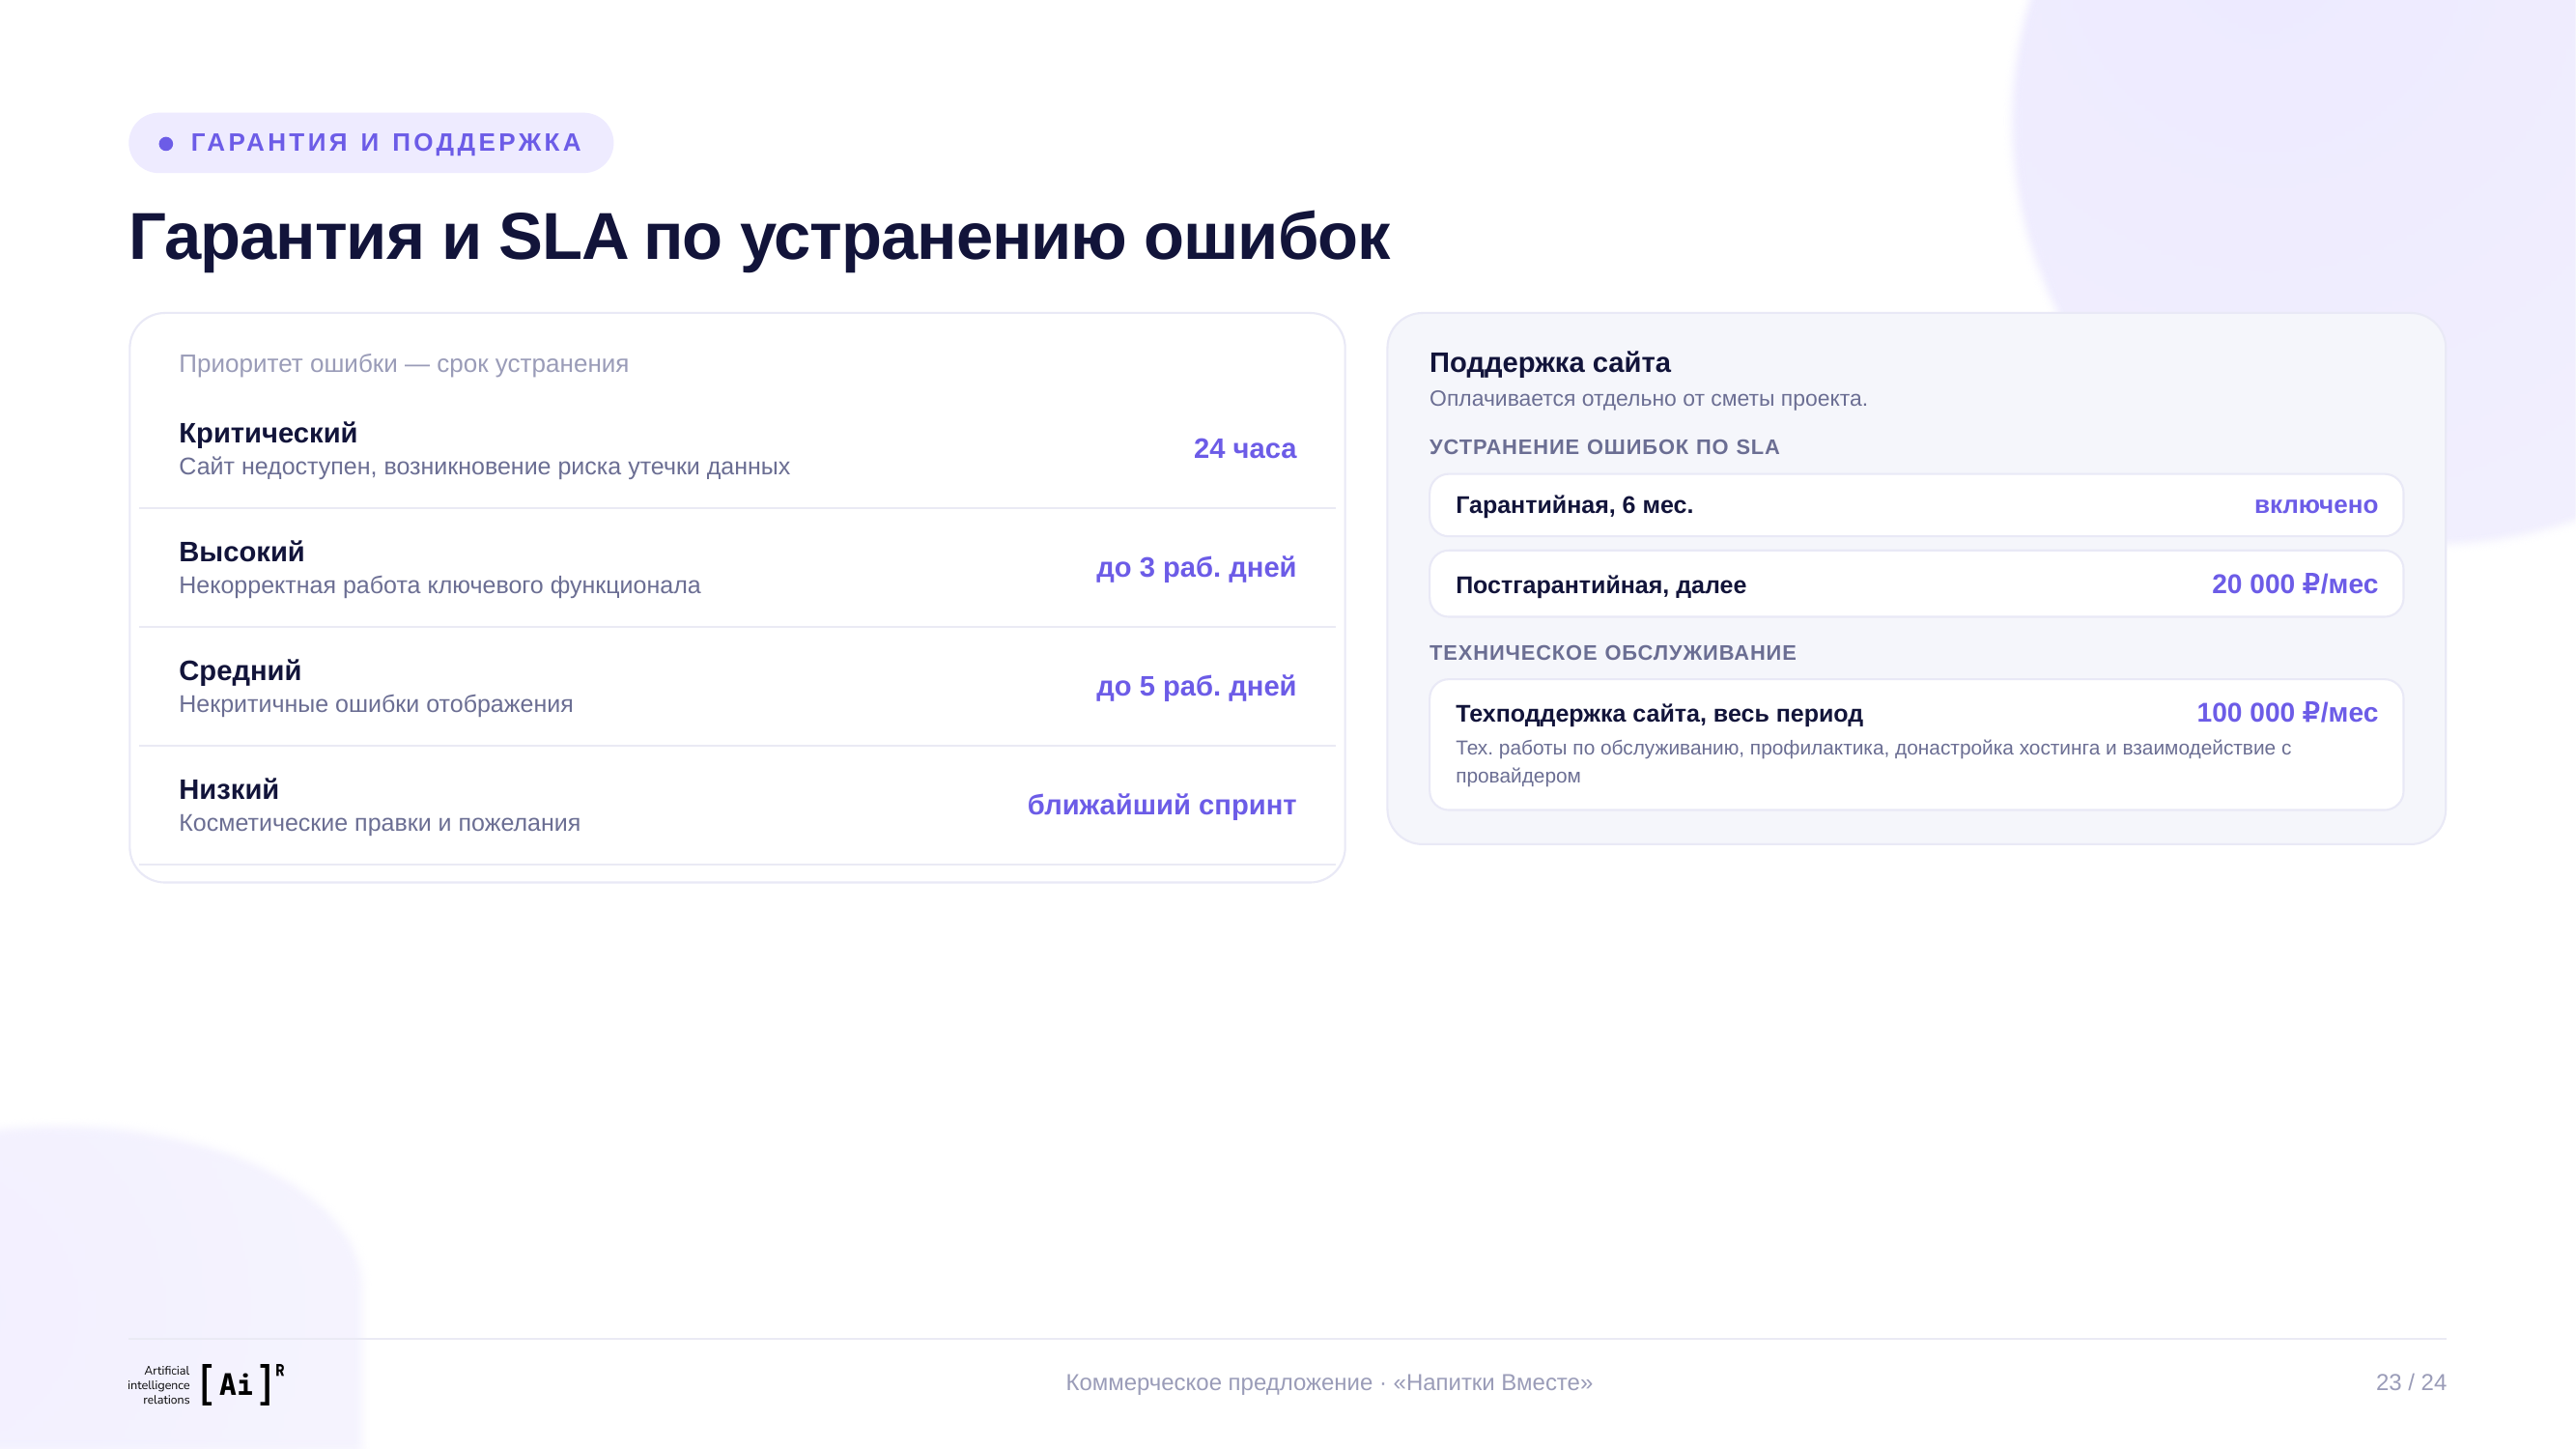 ГАРАНТИЯ И ПОДДЕРЖКА
Гарантия и SLA по устранению ошибок
Приоритет ошибки — срок устранения
Критический
Сайт недоступен, возникновение риска утечки данных
24 часа
Высокий
Некорректная работа ключевого функционала
до 3 раб. дней
Средний
Некритичные ошибки отображения
до 5 раб. дней
Низкий
Косметические правки и пожелания
ближайший спринт
Поддержка сайта
Оплачивается отдельно от сметы проекта.
УСТРАНЕНИЕ ОШИБОК ПО SLA
Гарантийная, 6 мес. включено
Постгарантийная, далее 20 000 ₽/мес
ТЕХНИЧЕСКОЕ ОБСЛУЖИВАНИЕ
Техподдержка сайта, весь период 100 000 ₽/мес
Тех. работы по обслуживанию, профилактика, донастройка хостинга и взаимодействие с
провайдером
Artificial
intelligence
relations
[Ai]R
Коммерческое предложение · «Напитки Вместе»
23 / 24